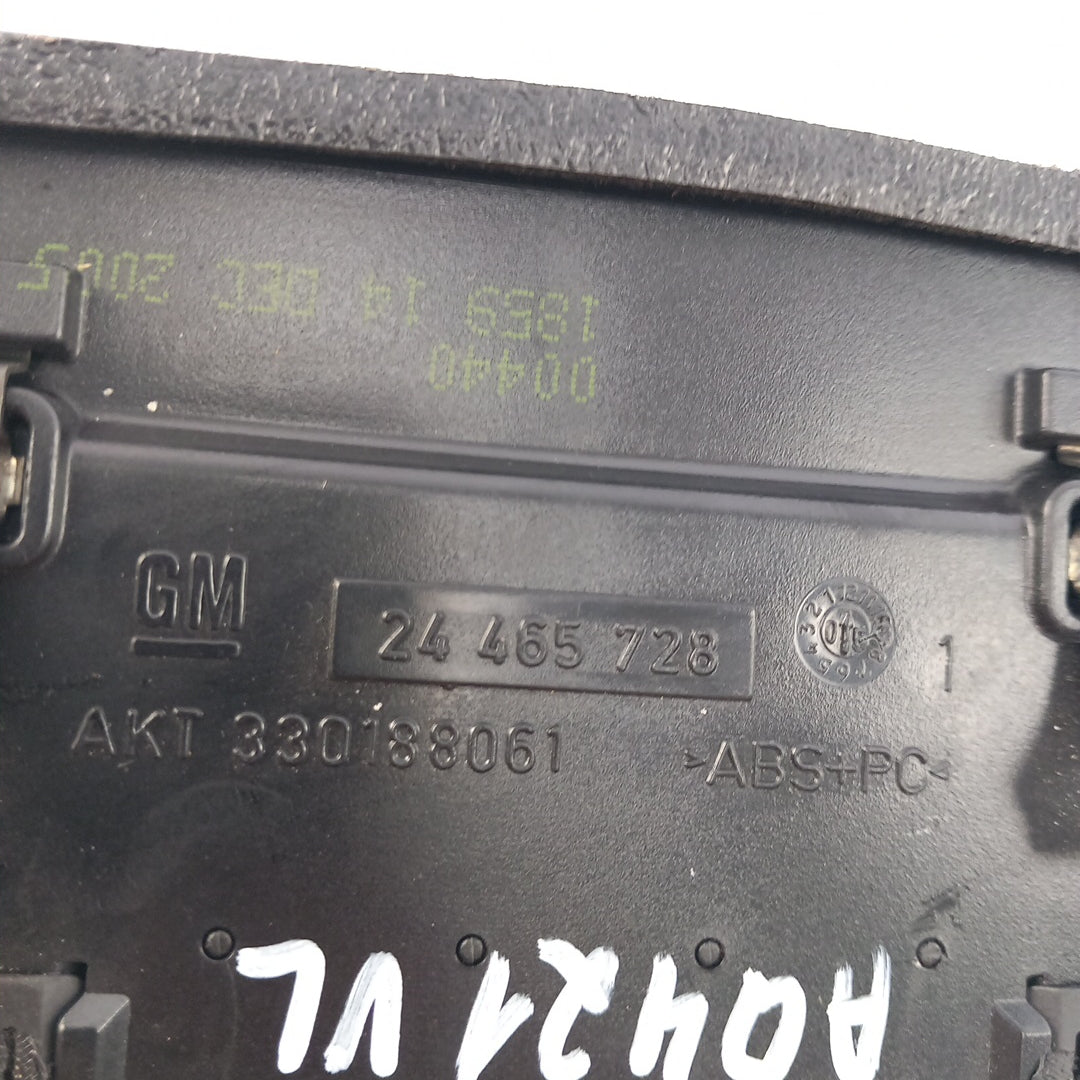 1859 14 DEC 2005
00440
GM
24 465 728
1
AKT 330188061
>ABS+PC<
A0421VL